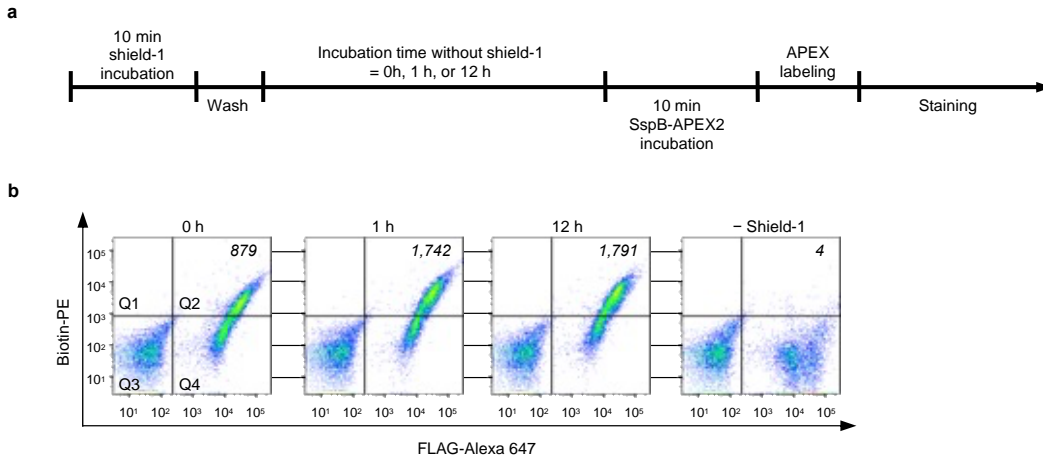 a
10 min
shield-1
incubation
Wash
Incubation time without shield-1
= 0h, 1 h, or 12 h
10 min
SspB-APEX2
incubation
APEX
labeling
Staining
b
0 h
1 h
12 h
− Shield-1
879
1,742
1,791
4
Q1
Q2
Q3
Q4
10⁵
10⁴
10³
10²
10¹
Biotin-PE
10¹ 10² 10³ 10⁴ 10⁵
10¹ 10² 10³ 10⁴ 10⁵
10¹ 10² 10³ 10⁴ 10⁵
10¹ 10² 10³ 10⁴ 10⁵
FLAG-Alexa 647